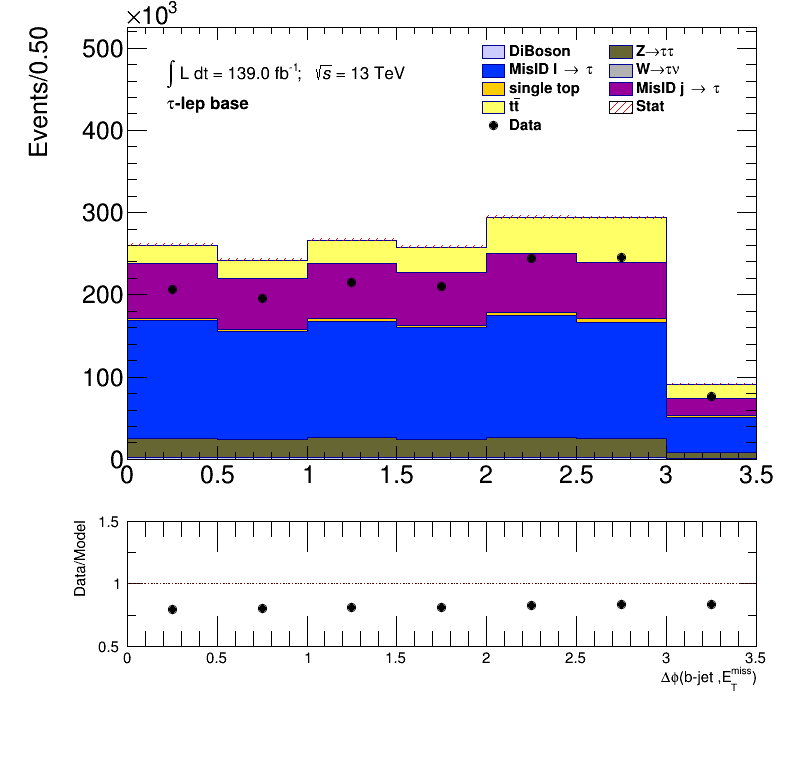 ×10³
Events/0.50
500
400
300
200
100
0
∫ L dt = 139.0 fb⁻¹; √s = 13 TeV
τ-lep base
DiBoson
Z→ττ
MisID l → τ
W→τν
single top
MisID j → τ
tt̄
Stat
Data
0 0.5 1 1.5 2 2.5 3 3.5
Data/Model
1.5
1
0.5
0 0.5 1 1.5 2 2.5 3 3.5
Δϕ(b-jet ,E_T^miss)